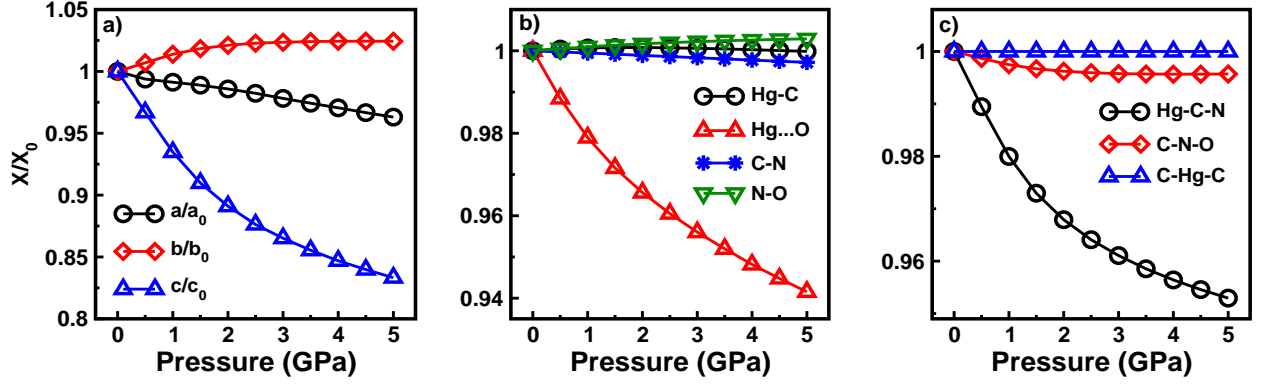 a)
X/X0
1.05
1
0.95
0.9
0.85
0.8
a/a0
b/b0
c/c0
0 1 2 3 4 5
Pressure (GPa)
b)
1
0.98
0.96
0.94
Hg-C
Hg...O
C-N
N-O
0 1 2 3 4 5
Pressure (GPa)
c)
1
0.98
0.96
Hg-C-N
C-N-O
C-Hg-C
0 1 2 3 4 5
Pressure (GPa)